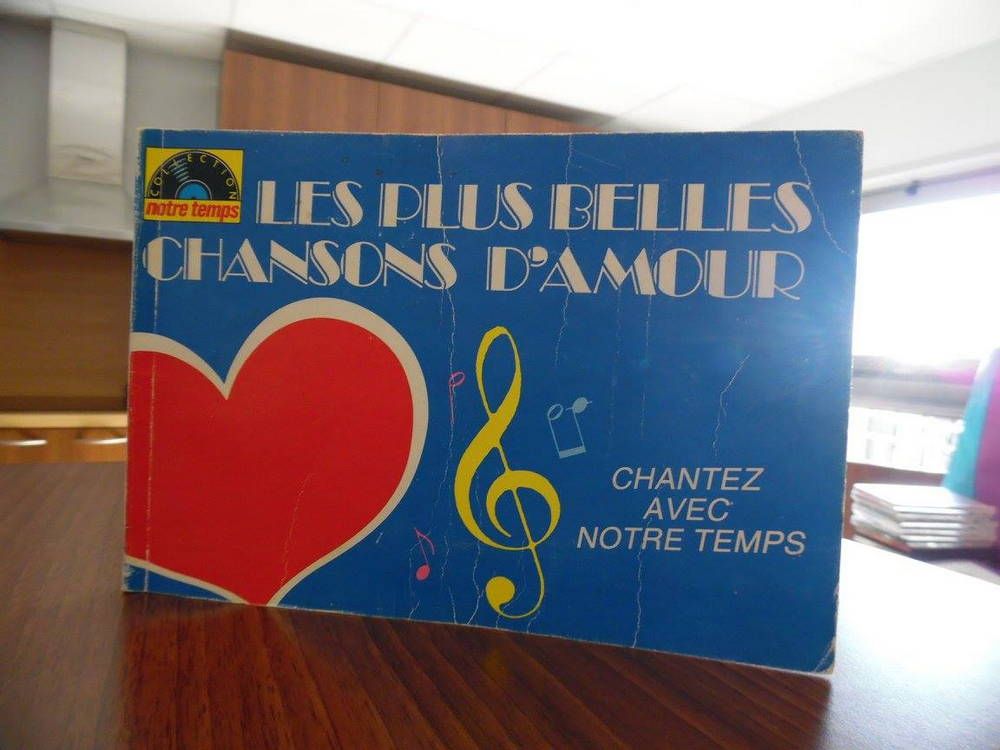 COLLECTION
notre temps
LES PLUS BELLES
CHANSONS D'AMOUR
CHANTEZ
AVEC
NOTRE TEMPS